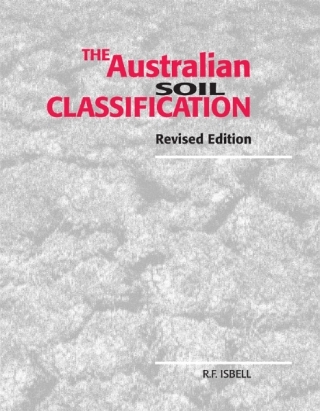 THE Australian
SOIL
CLASSIFICATION
Revised Edition
R.F. ISBELL